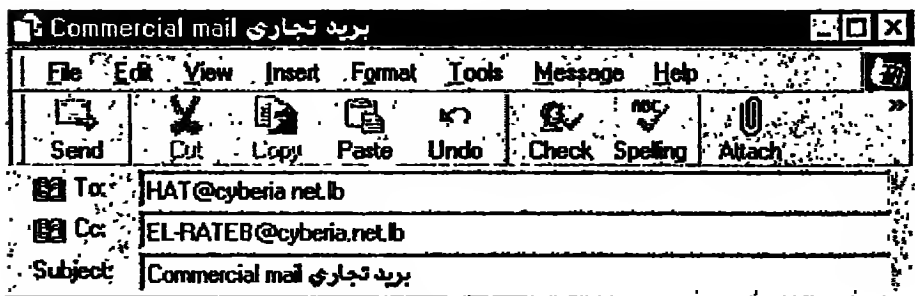 Commercial mail بريد تجاري
File Edit View Insert Format Tools Message Help
Send Cut Copy Paste Undo Check Spelling Attach
To: HAT@cyberia.net.lb
Cc: EL-RATEB@cyberia.net.lb
Subject: Commercial mail بريد تجاري